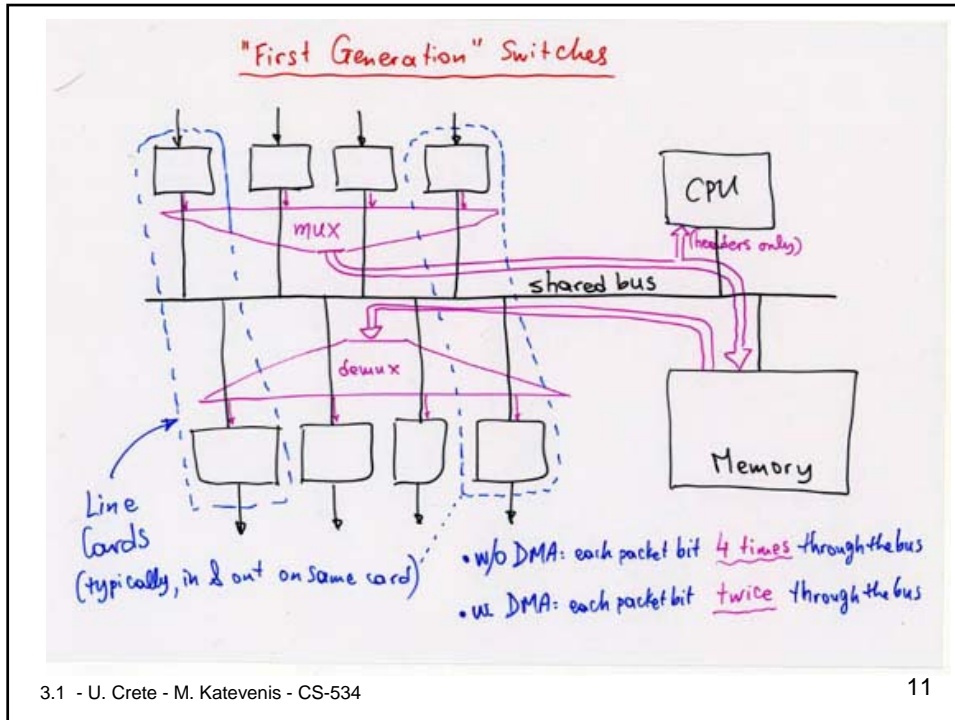 "First Generation" Switches
CPU
mux
(headers only)
shared bus
demux
Memory
Line
Cards
(typically, in & out on same card)
• w/o DMA: each packet bit 4 times through the bus
• w. DMA: each packet bit twice through the bus
3.1 - U. Crete - M. Katevenis - CS-534
11